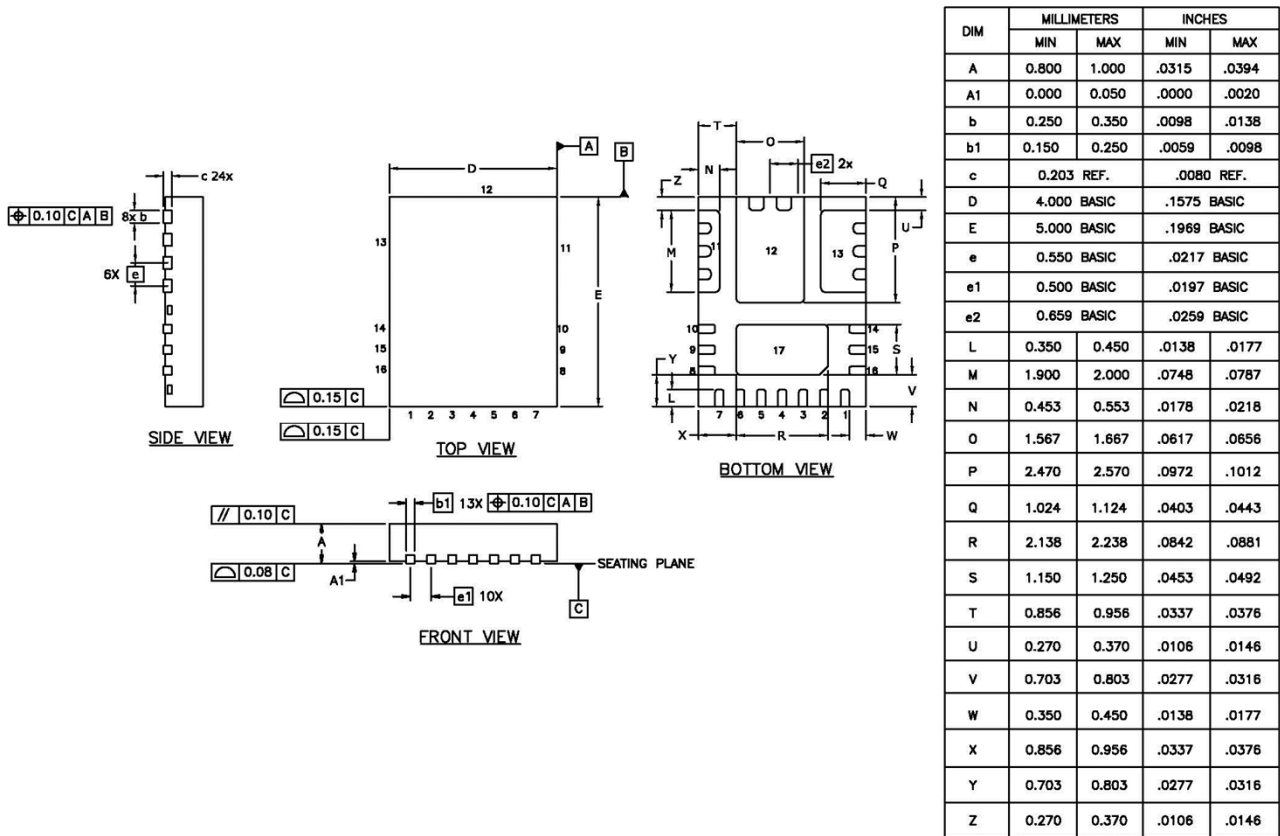 c 24x
⌖ 0.10 C A B
8x b
6X e
SIDE VIEW
A
B
D
12
13
11
E
14
10
15
9
16
8
⌓ 0.15 C
⌓ 0.15 C
1 2 3 4 5 6 7
TOP VIEW
T
O
N
e2 2x
Z
Q
U
11
12
13
M
P
10
14
9
17
15
S
8
16
Y
L
V
7 6 5 4 3 2 1
X
R
W
BOTTOM VIEW
b1 13X ⌖ 0.10 C A B
// 0.10 C
A
⌓ 0.08 C
A1
SEATING PLANE
e1 10X
C
FRONT VIEW
DIM MILLIMETERS INCHES
MIN MAX MIN MAX
A 0.800 1.000 .0315 .0394
A1 0.000 0.050 .0000 .0020
b 0.250 0.350 .0098 .0138
b1 0.150 0.250 .0059 .0098
c 0.203 REF. .0080 REF.
D 4.000 BASIC .1575 BASIC
E 5.000 BASIC .1969 BASIC
e 0.550 BASIC .0217 BASIC
e1 0.500 BASIC .0197 BASIC
e2 0.659 BASIC .0259 BASIC
L 0.350 0.450 .0138 .0177
M 1.900 2.000 .0748 .0787
N 0.453 0.553 .0178 .0218
O 1.567 1.667 .0617 .0656
P 2.470 2.570 .0972 .1012
Q 1.024 1.124 .0403 .0443
R 2.138 2.238 .0842 .0881
S 1.150 1.250 .0453 .0492
T 0.856 0.956 .0337 .0376
U 0.270 0.370 .0106 .0146
V 0.703 0.803 .0277 .0316
W 0.350 0.450 .0138 .0177
X 0.856 0.956 .0337 .0376
Y 0.703 0.803 .0277 .0316
Z 0.270 0.370 .0106 .0146